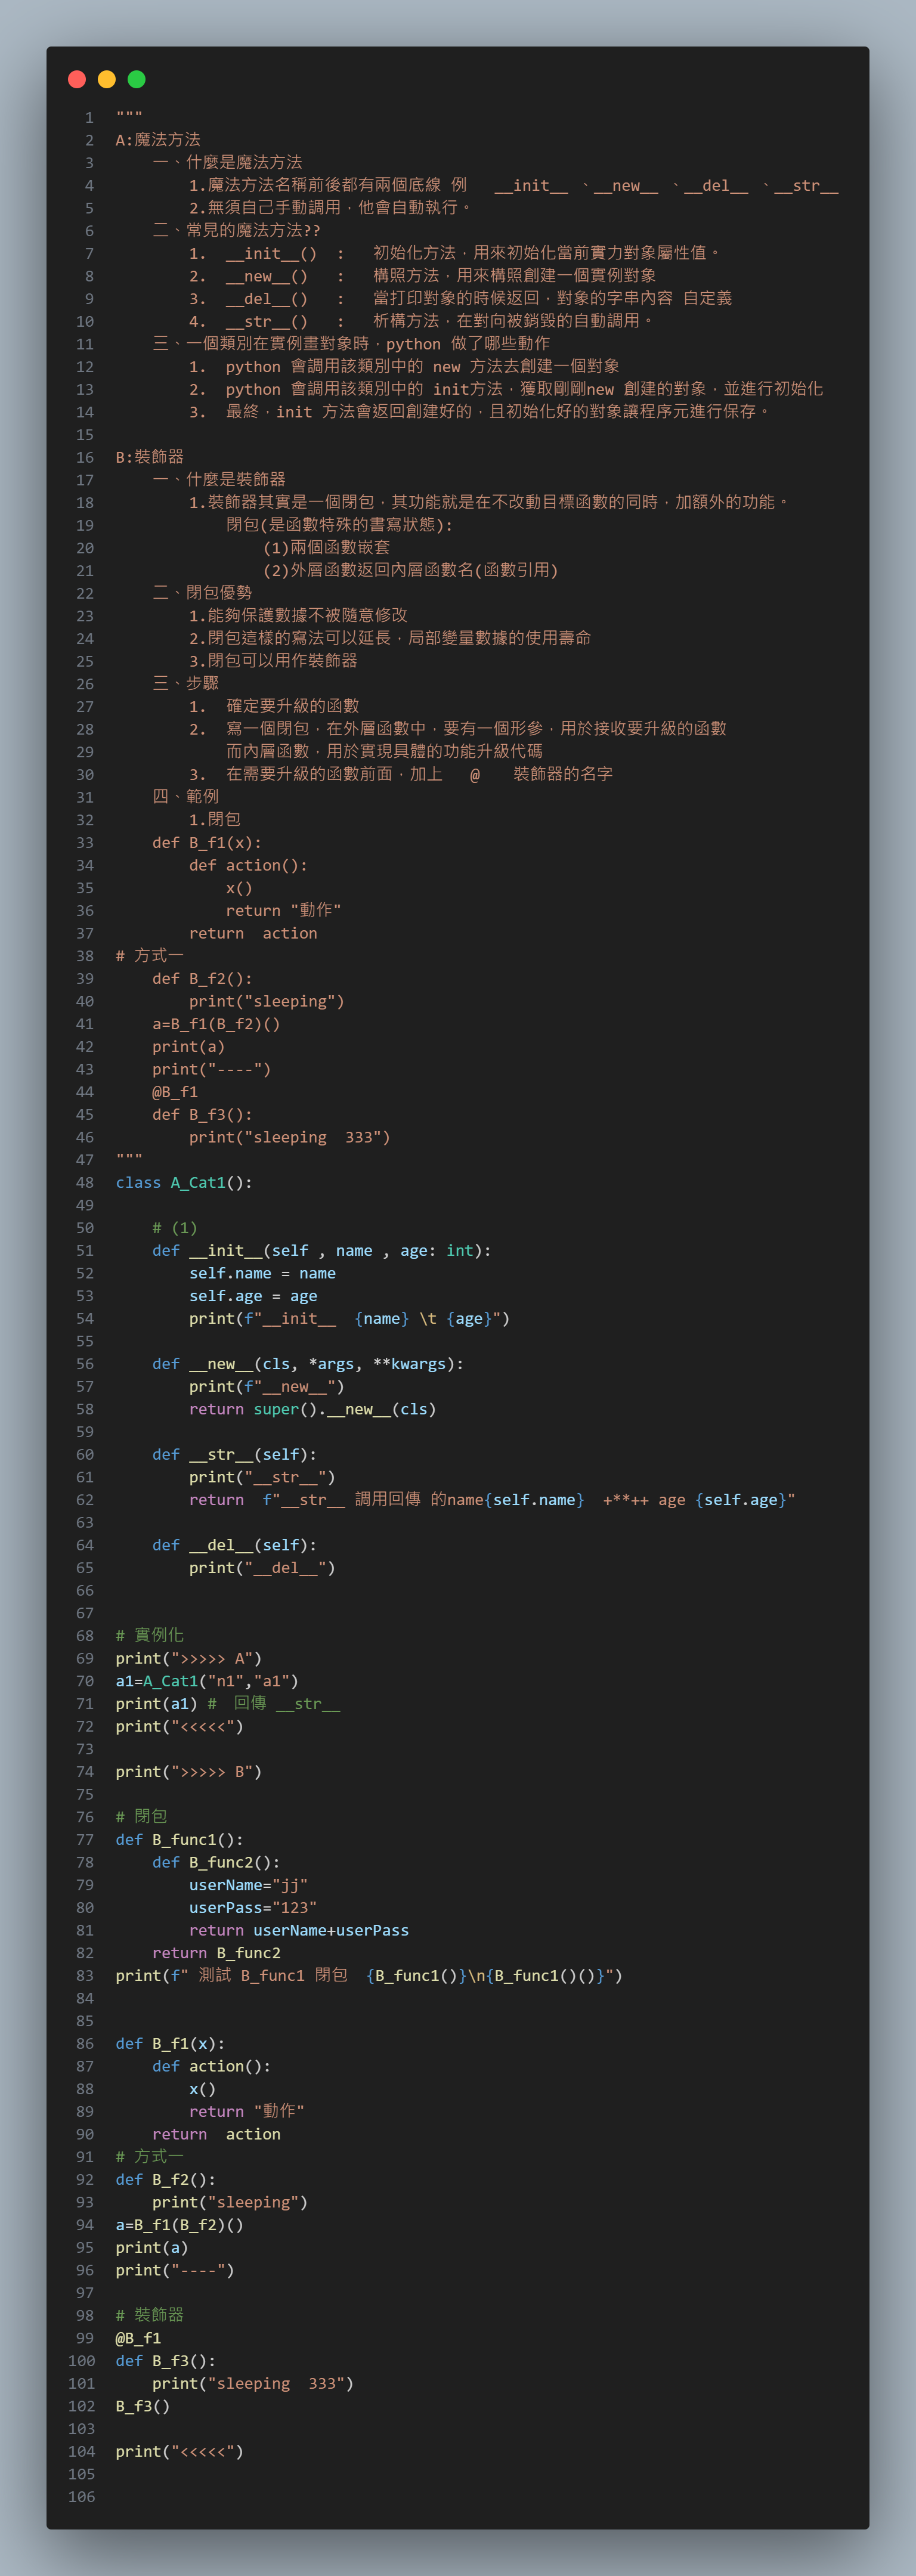 1 """
2 A:魔法方法
3     一、什麼是魔法方法
4         1.魔法方法名稱前後都有兩個底線 例   __init__ 、__new__ 、__del__ 、__str__
5         2.無須自己手動調用，他會自動執行。
6     二、常見的魔法方法??
7         1.  __init__()  :   初始化方法，用來初始化當前實力對象屬性值。
8         2.  __new__()   :   構照方法，用來構照創建一個實例對象
9         3.  __del__()   :   當打印對象的時候返回，對象的字串內容 自定義
10         4.  __str__()   :   析構方法，在對向被銷毀的自動調用。
11     三、一個類別在實例畫對象時，python 做了哪些動作
12         1.  python 會調用該類別中的 new 方法去創建一個對象
13         2.  python 會調用該類別中的 init方法，獲取剛剛new 創建的對象，並進行初始化
14         3.  最終，init 方法會返回創建好的，且初始化好的對象讓程序元進行保存。
15
16 B:裝飾器
17     一、什麼是裝飾器
18         1.裝飾器其實是一個閉包，其功能就是在不改動目標函數的同時，加額外的功能。
19             閉包(是函數特殊的書寫狀態):
20                 (1)兩個函數嵌套
21                 (2)外層函數返回內層函數名(函數引用)
22     二、閉包優勢
23         1.能夠保護數據不被隨意修改
24         2.閉包這樣的寫法可以延長，局部變量數據的使用壽命
25         3.閉包可以用作裝飾器
26     三、步驟
27         1.  確定要升級的函數
28         2.  寫一個閉包，在外層函數中，要有一個形參，用於接收要升級的函數
29             而內層函數，用於實現具體的功能升級代碼
30         3.  在需要升級的函數前面，加上   @    裝飾器的名字
31     四、範例
32         1.閉包
33     def B_f1(x):
34         def action():
35             x()
36             return "動作"
37         return  action
38 # 方式一
39     def B_f2():
40         print("sleeping")
41     a=B_f1(B_f2)()
42     print(a)
43     print("----")
44     @B_f1
45     def B_f3():
46         print("sleeping  333")
47 """
48 class A_Cat1():
49
50     # (1)
51     def __init__(self , name , age: int):
52         self.name = name
53         self.age = age
54         print(f"__init__  {name} \t {age}")
55
56     def __new__(cls, *args, **kwargs):
57         print(f"__new__")
58         return super().__new__(cls)
59
60     def __str__(self):
61         print("__str__")
62         return  f"__str__ 調用回傳 的name{self.name}  +**++ age {self.age}"
63
64     def __del__(self):
65         print("__del__")
66
67
68 # 實例化
69 print(">>>>> A")
70 a1=A_Cat1("n1","a1")
71 print(a1) #  回傳 __str__
72 print("<<<<<")
73
74 print(">>>>> B")
75
76 # 閉包
77 def B_func1():
78     def B_func2():
79         userName="jj"
80         userPass="123"
81         return userName+userPass
82     return B_func2
83 print(f" 測試 B_func1 閉包  {B_func1()}\n{B_func1()()}")
84
85
86 def B_f1(x):
87     def action():
88         x()
89         return "動作"
90     return  action
91 # 方式一
92 def B_f2():
93     print("sleeping")
94 a=B_f1(B_f2)()
95 print(a)
96 print("----")
97
98 # 裝飾器
99 @B_f1
100 def B_f3():
101     print("sleeping  333")
102 B_f3()
103
104 print("<<<<<")
105
106